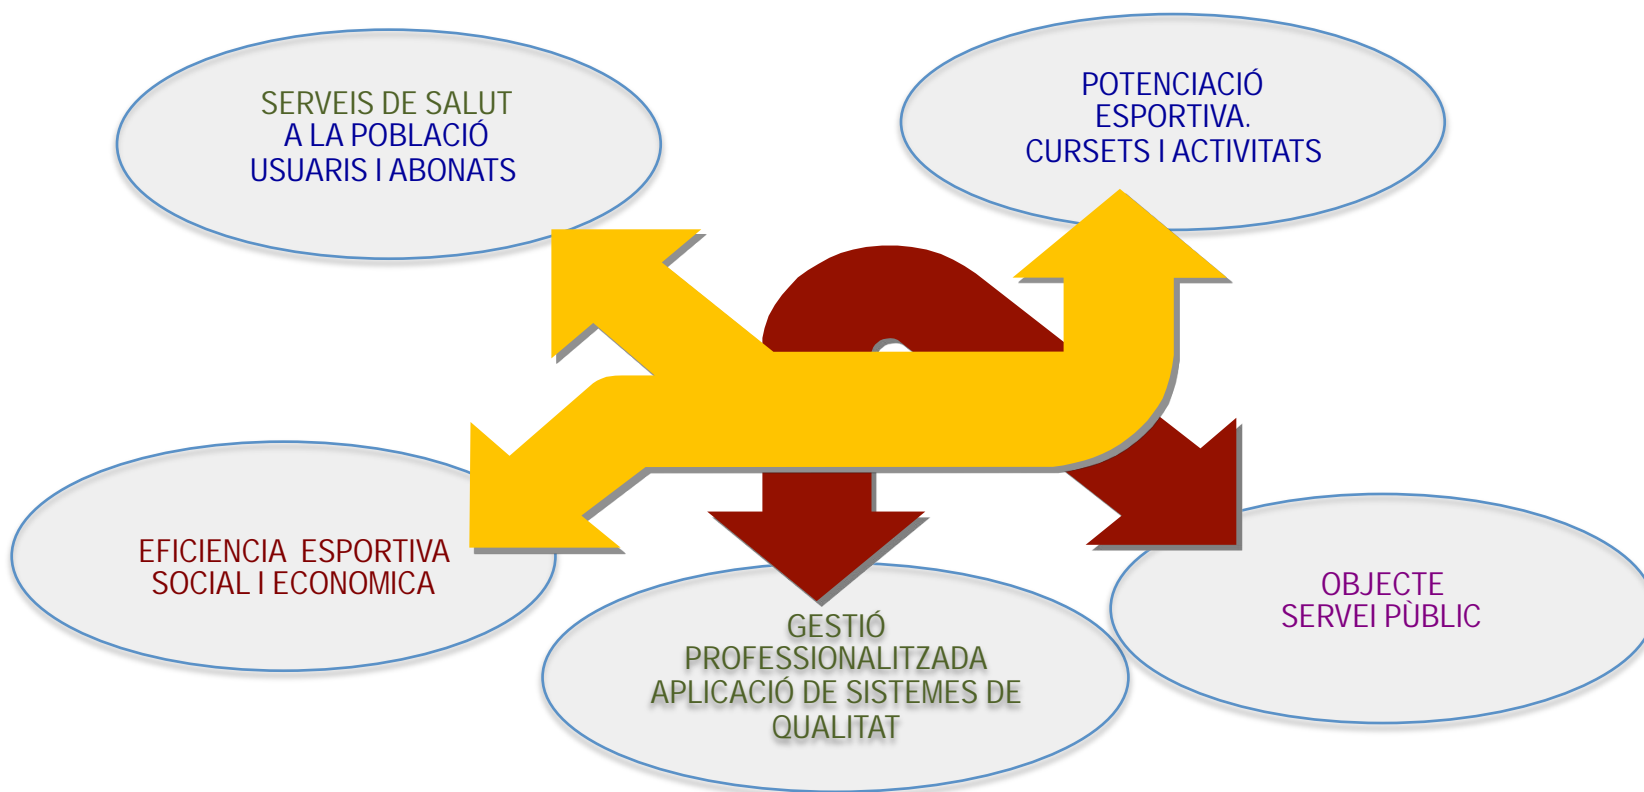 SERVEIS DE SALUT
A LA POBLACIÓ
USUARIS I ABONATS
POTENCIACIÓ
ESPORTIVA.
CURSETS I ACTIVITATS
EFICIENCIA ESPORTIVA
SOCIAL I ECONOMICA
GESTIÓ
PROFESSIONALITZADA
APLICACIÓ DE SISTEMES DE
QUALITAT
OBJECTE
SERVEI PÙBLIC